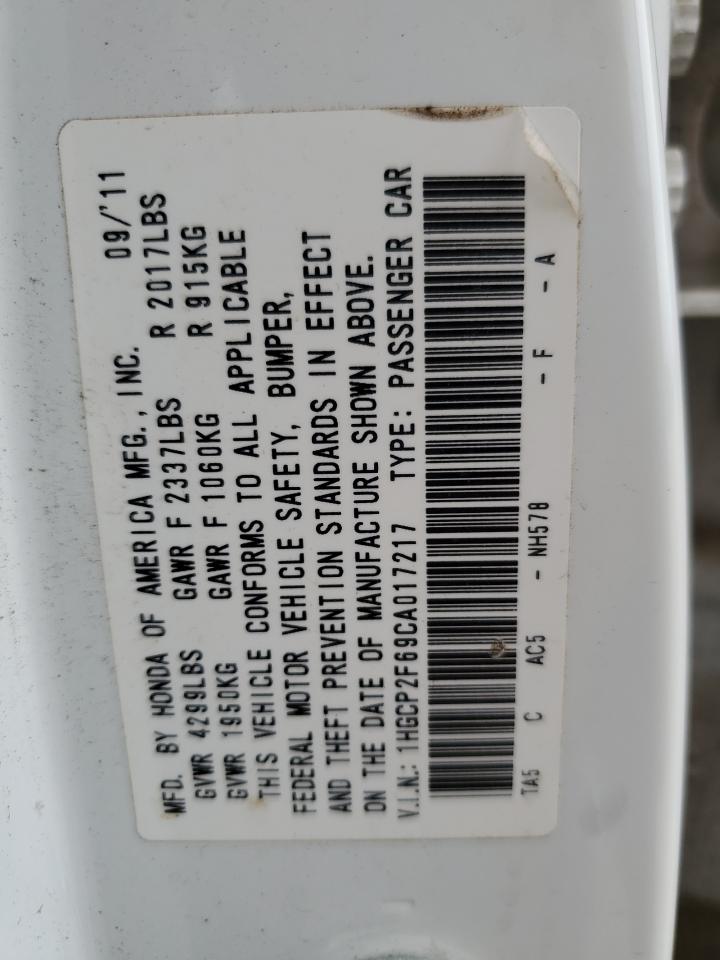 MFD. BY HONDA OF AMERICA MFG., INC. 09/'11
GVWR 4299LBS GAWR F 2337LBS R 2017LBS
GVWR 1950KG GAWR F 1060KG R 915KG
THIS VEHICLE CONFORMS TO ALL APPLICABLE
FEDERAL MOTOR VEHICLE SAFETY, BUMPER,
AND THEFT PREVENTION STANDARDS IN EFFECT
ON THE DATE OF MANUFACTURE SHOWN ABOVE.
V.I.N.: 1HGCP2F69CA017217 TYPE: PASSENGER CAR
TA5 C AC5 - NH578 - F - A